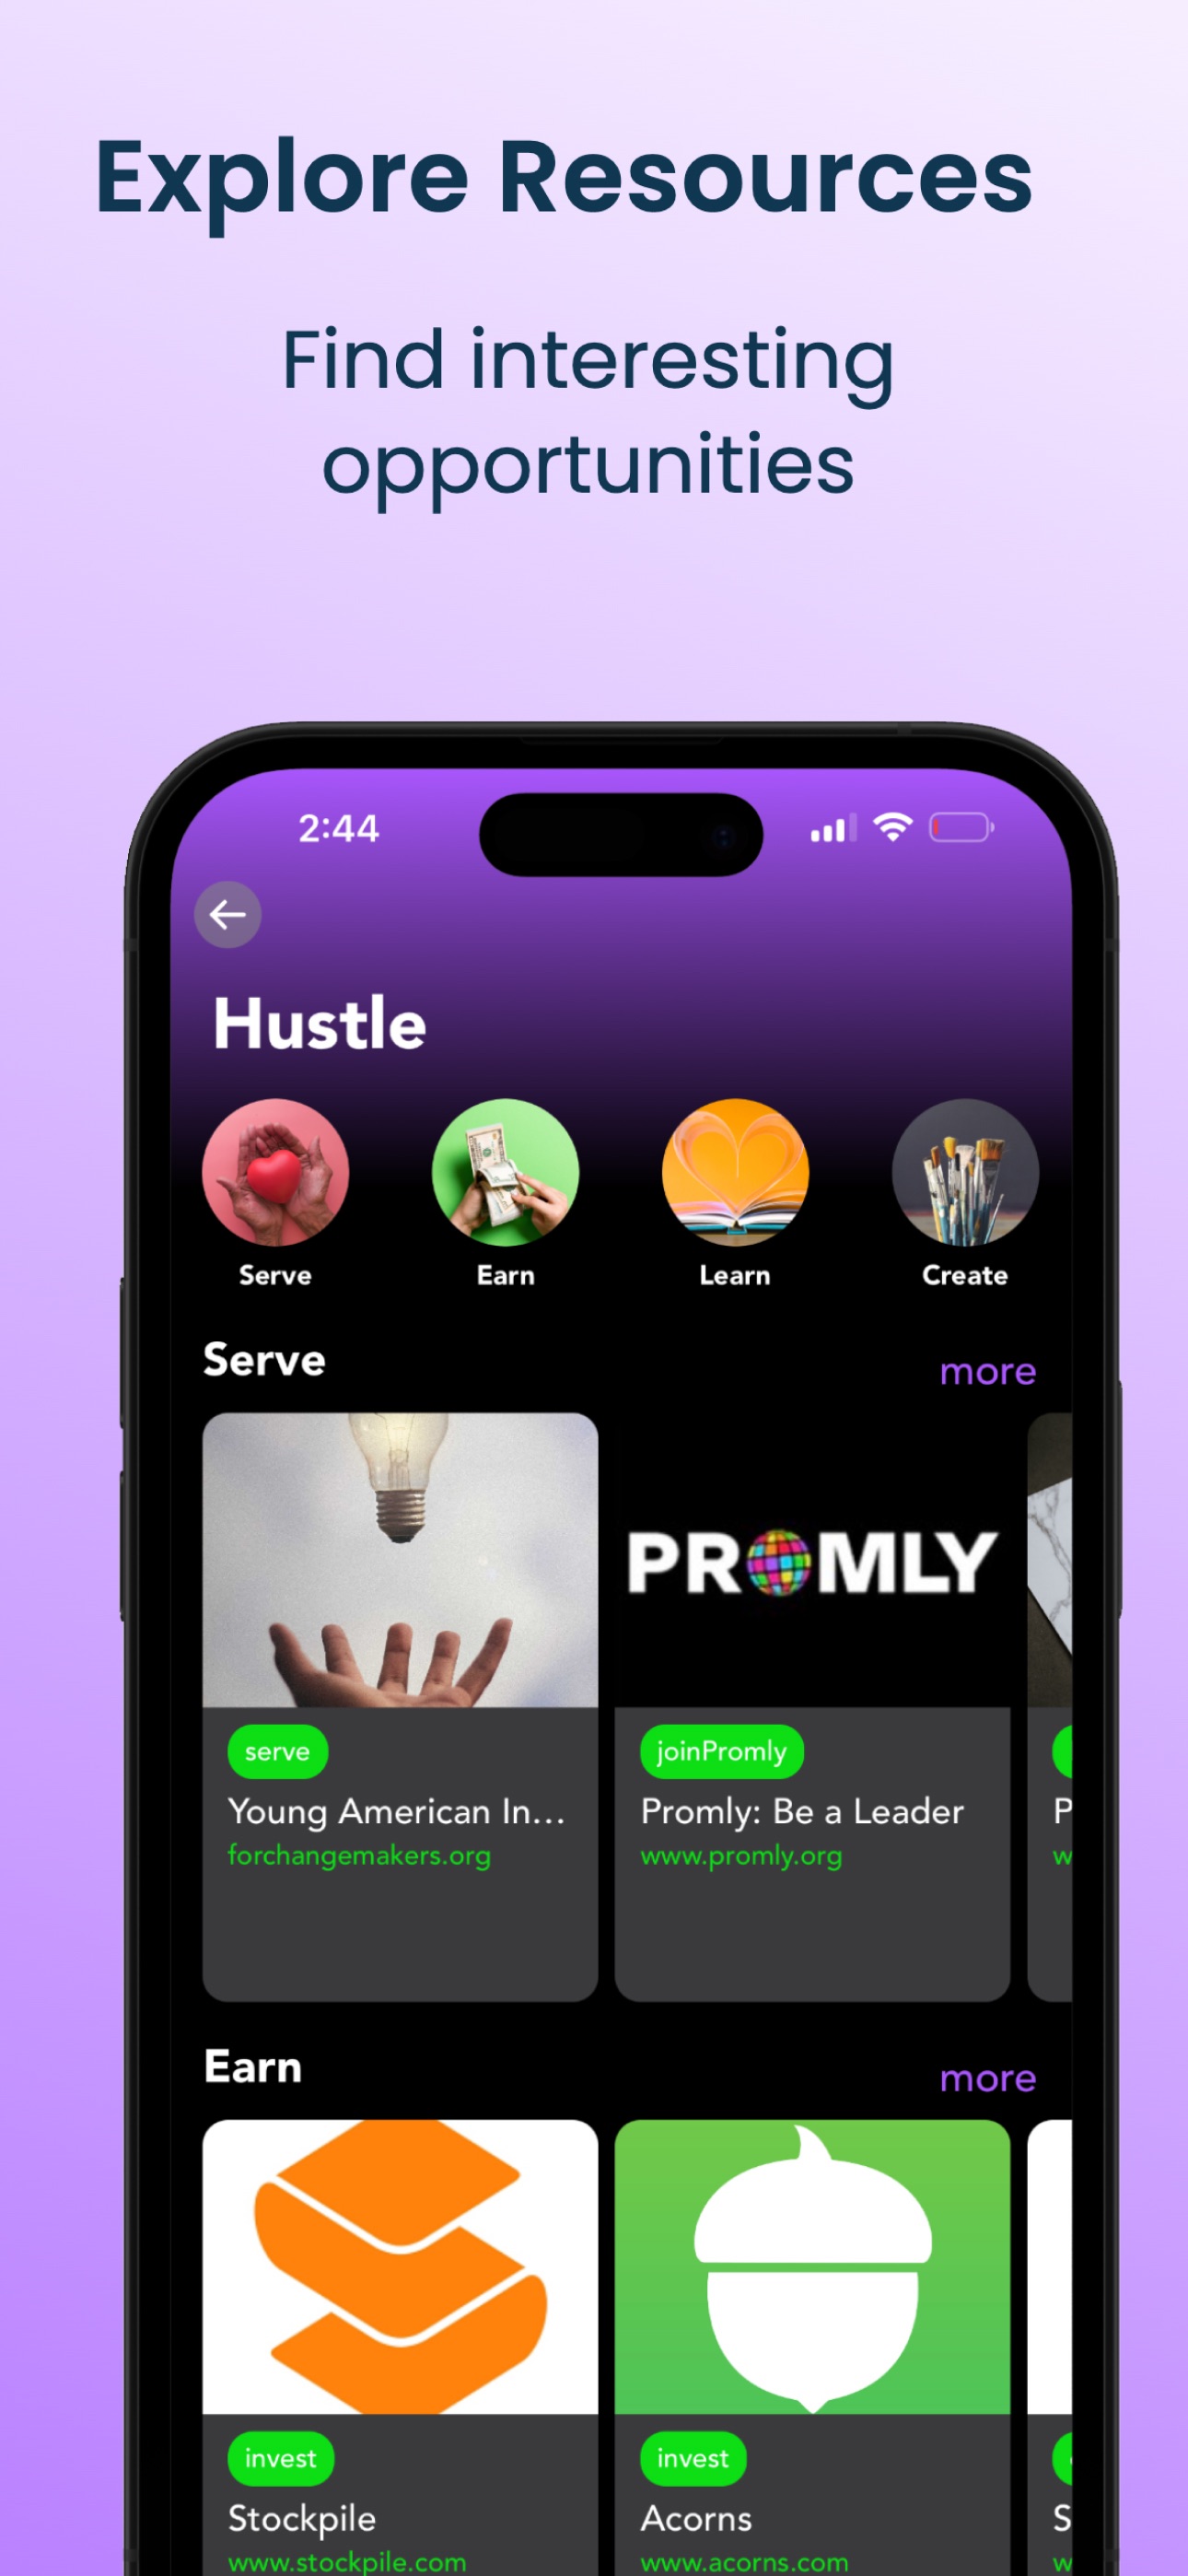 Explore Resources
Find interesting
opportunities
2:44
Hustle
Serve Earn Learn Create
Serve more
PROMLY
serve joinPromly
Young American In... Promly: Be a Leader P
forchangemakers.org www.promly.org w
Earn more
invest invest
Stockpile Acorns S
www.stockpile.com www.acorns.com w